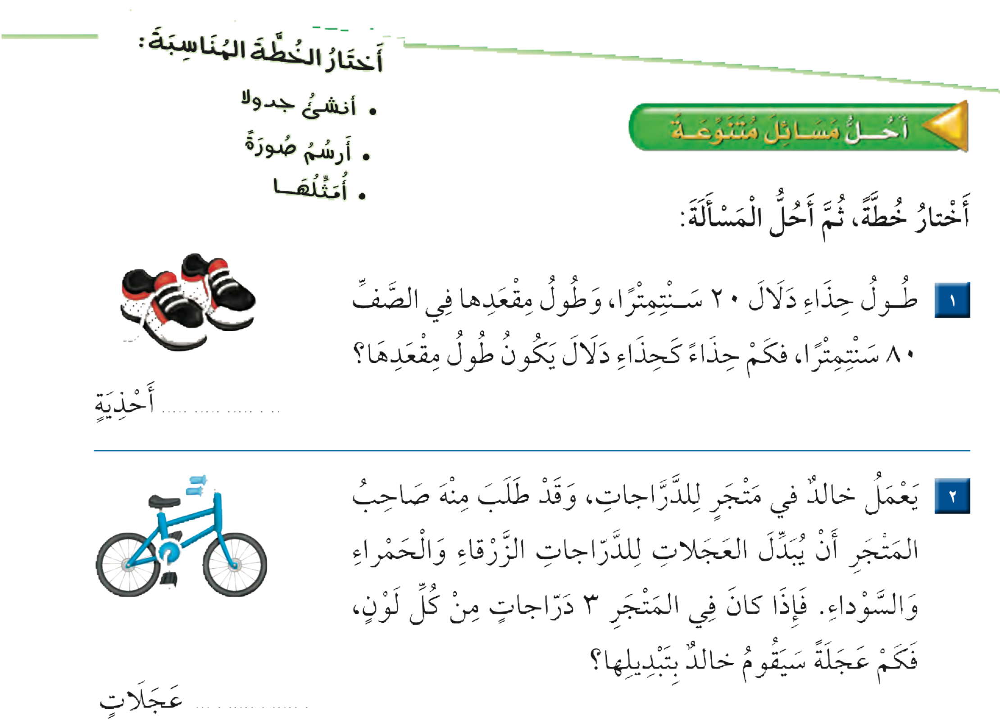 أَختَارُ الخُطَّةَ المُنَاسِبَةَ:
• أنشئُ جدولا
• أَرسُمُ صُورَةً
• أُمَثِّلُهَا
أَحُلُّ مَسَائِلَ مُتَنَوِّعَةً
أَخْتارُ خُطَّةً، ثُمَّ أَحُلُّ الْمَسْأَلَةَ:
١ طُولُ حِذَاءِ دَلَالَ ٢٠ سَنْتِمِتْرًا، وَطُولُ مِقْعَدِها فِي الصَّفِّ
٨٠ سَنْتِمِتْرًا، فكَمْ حِذَاءً كَحِذَاءِ دَلَالَ يَكُونُ طُولُ مِقْعَدِهَا؟
................ أَحْذِيَةٍ
٢ يَعْمَلُ خالدٌ في مَتْجَرٍ لِلدَّرَّاجاتِ، وَقَدْ طَلَبَ مِنْهَ صَاحِبُ
المَتْجَرِ أَنْ يُبَدِّلَ العَجَلاتِ لِلدَّرّاجاتِ الزَّرْقاءِ وَالْحَمْراءِ
وَالسَّوْداءِ. فَإِذَا كانَ فِي المَتْجَرِ ٣ دَرّاجاتٍ مِنْ كُلِّ لَوْنٍ،
فَكَمْ عَجَلَةً سَيَقُومُ خالدٌ بِتَبْدِيلِها؟
................ عَجَلَاتٍ